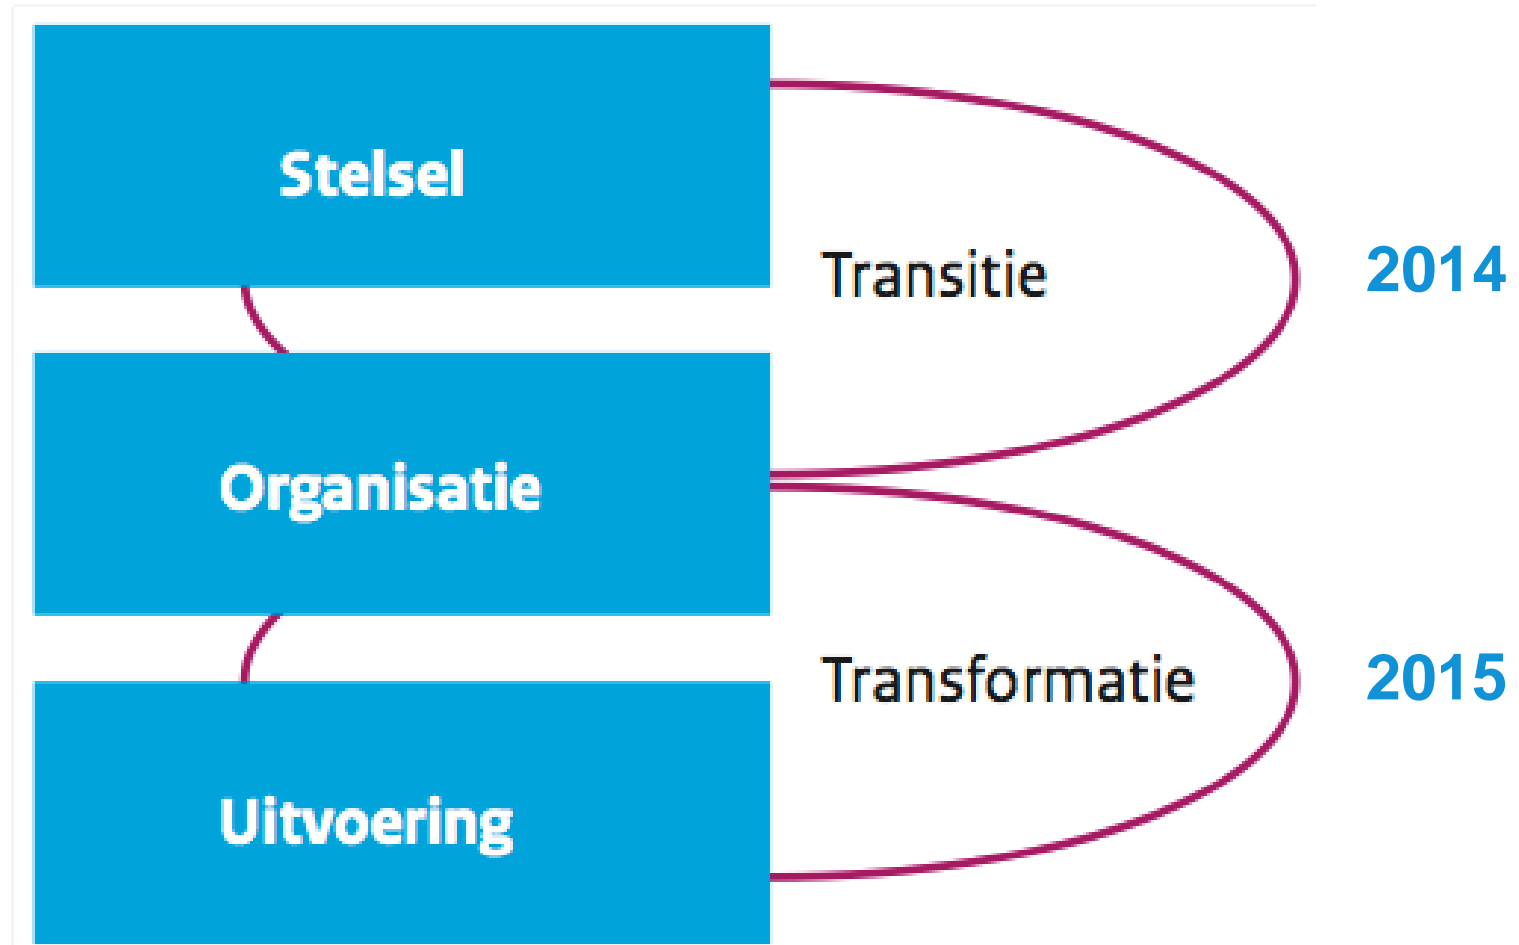 Stelsel
Transitie
2014
Organisatie
Transformatie
2015
Uitvoering